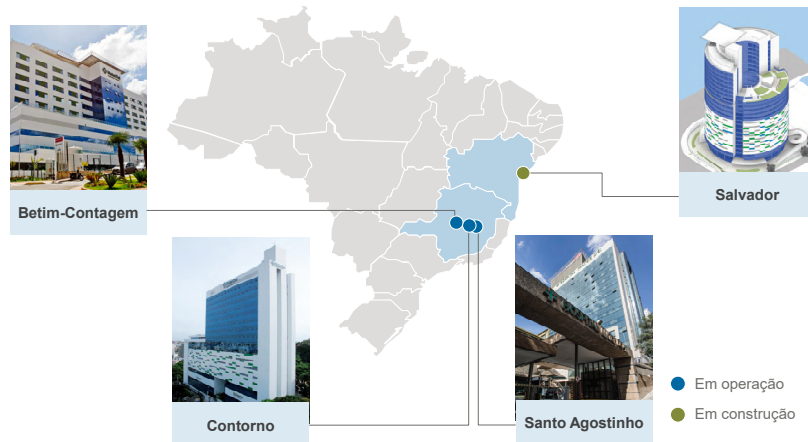 Betim-Contagem
Salvador
Contorno
Santo Agostinho
Em operação
Em construção